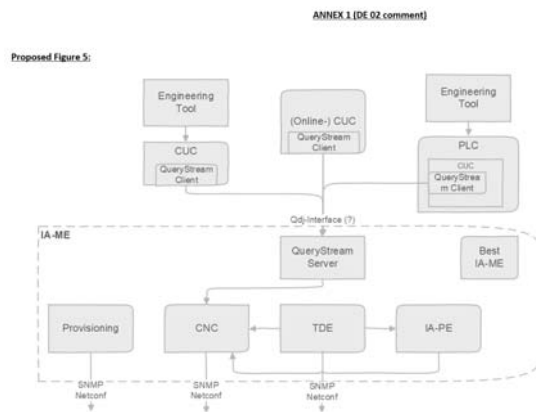 ANNEX 1 (DE 02 comment)
Proposed Figure 5:
Engineering
Tool
(Online-) CUC
QueryStream
Client
Engineering
Tool
CUC
QueryStream
Client
PLC
CUC
QueryStrea
m Client
Qdj-Interface (?)
IA-ME
QueryStream
Server
Best
IA-ME
Provisioning
CNC
TDE
IA-PE
SNMP
Netconf
SNMP
Netconf
SNMP
Netconf